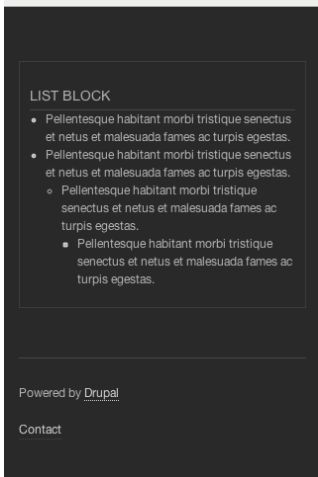 LIST BLOCK
Pellentesque habitant morbi tristique senectus
et netus et malesuada fames ac turpis egestas.
Pellentesque habitant morbi tristique senectus
et netus et malesuada fames ac turpis egestas.
Pellentesque habitant morbi tristique
senectus et netus et malesuada fames ac
turpis egestas.
Pellentesque habitant morbi tristique
senectus et netus et malesuada fames ac
turpis egestas.
Powered by Drupal
Contact